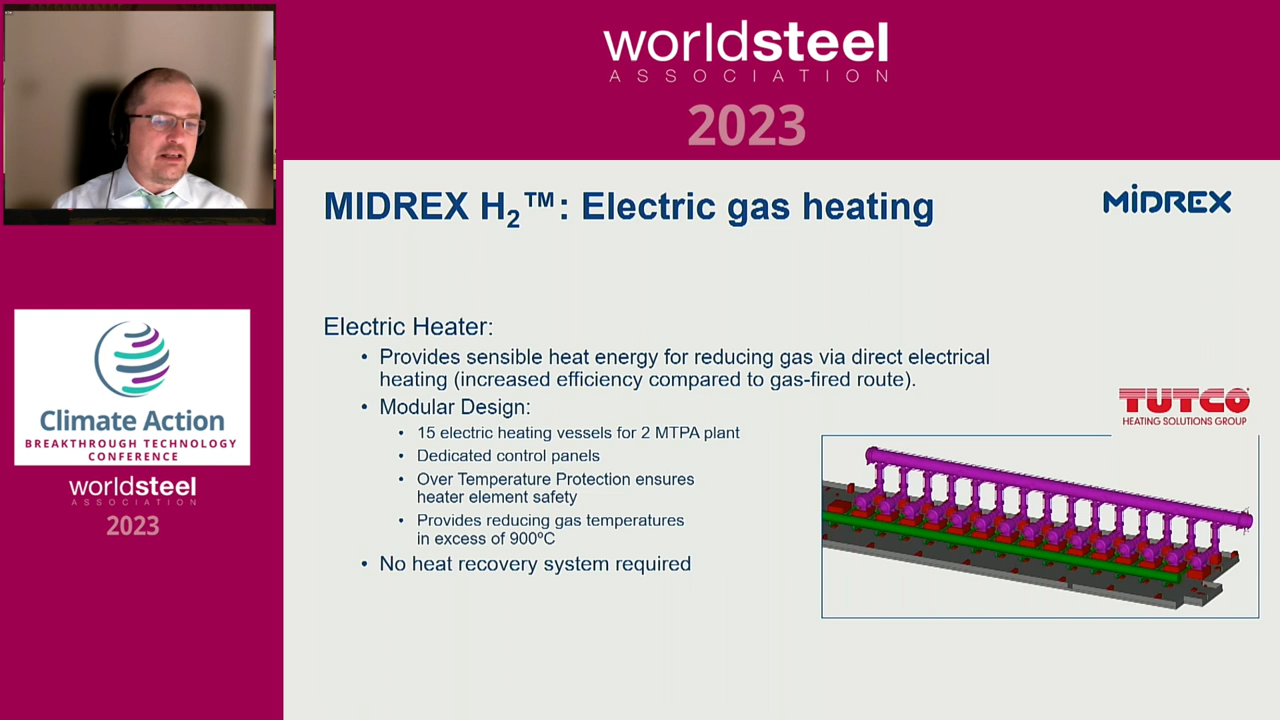 worldsteel
ASSOCIATION
2023
MIDREX H₂™: Electric gas heating
MIDREX
Electric Heater:
• Provides sensible heat energy for reducing gas via direct electrical
heating (increased efficiency compared to gas-fired route).
• Modular Design:
• 15 electric heating vessels for 2 MTPA plant
• Dedicated control panels
• Over Temperature Protection ensures
heater element safety
• Provides reducing gas temperatures
in excess of 900ºC
• No heat recovery system required
TUTCO
HEATING SOLUTIONS GROUP
Climate Action
BREAKTHROUGH TECHNOLOGY
CONFERENCE
worldsteel
ASSOCIATION
2023